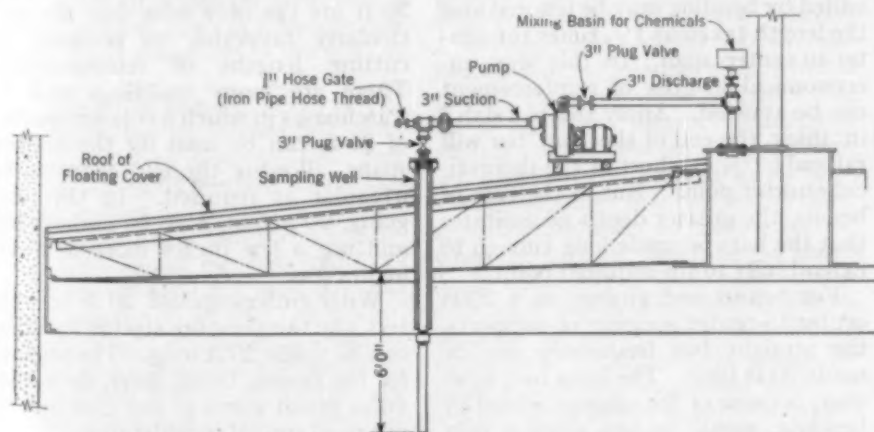 Mixing Basin for Chemicals
3" Plug Valve
Pump
3" Discharge
Hose Gate
3" Suction
(Iron Pipe Hose Thread)
3" Plug Valve
Roof of
Floating Cover
Sampling Well
6'0"